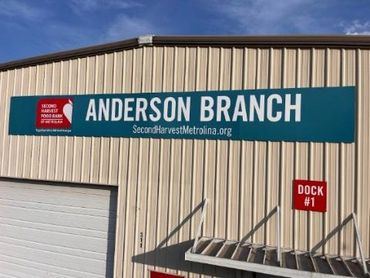 SECOND
HARVEST
FOOD BANK
OF METROLINA
ANDERSON BRANCH
SecondHarvestMetrolina.org
DOCK
#1